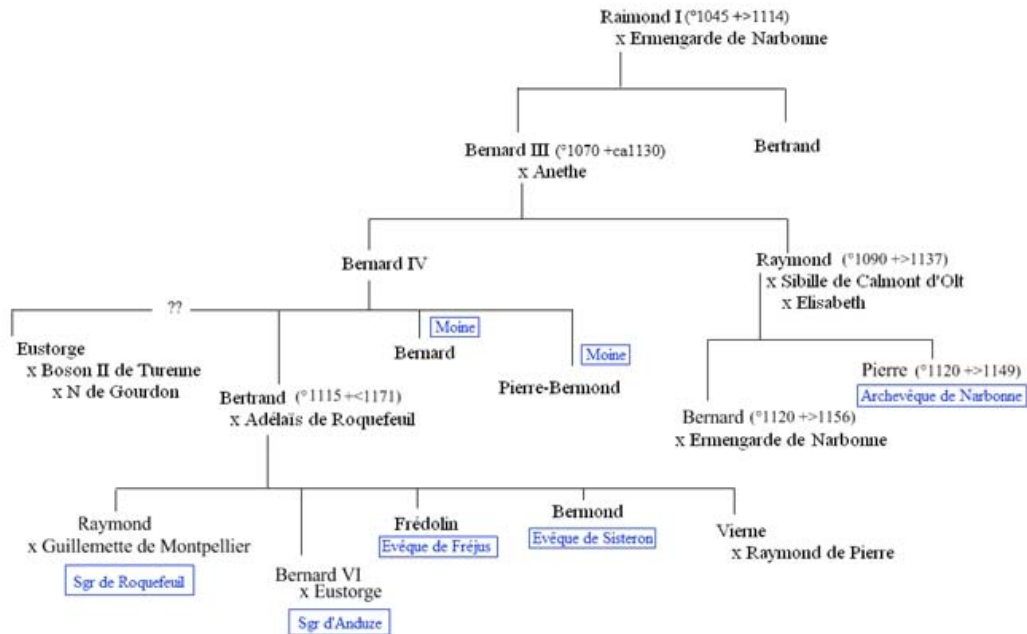 Raimond I (°1045 +>1114)
x Ermengarde de Narbonne
Bernard III (°1070 +ca1130)
x Anethe
Bertrand
Bernard IV
Raymond (°1090 +>1137)
x Sibille de Calmont d'Olt
x Elisabeth
??
Eustorge
x Boson II de Turenne
x N de Gourdon
Bertrand (°1115 +<1171)
x Adélaïs de Roquefeuil
Moine
Bernard
Moine
Pierre-Bermond
Bernard (°1120 +>1156)
x Ermengarde de Narbonne
Pierre (°1120 +>1149)
Archevêque de Narbonne
Raymond
x Guillemette de Montpellier
Sgr de Roquefeuil
Bernard VI
x Eustorge
Sgr d'Anduze
Frédolin
Evêque de Fréjus
Bermond
Evêque de Sisteron
Vierne
x Raymond de Pierre